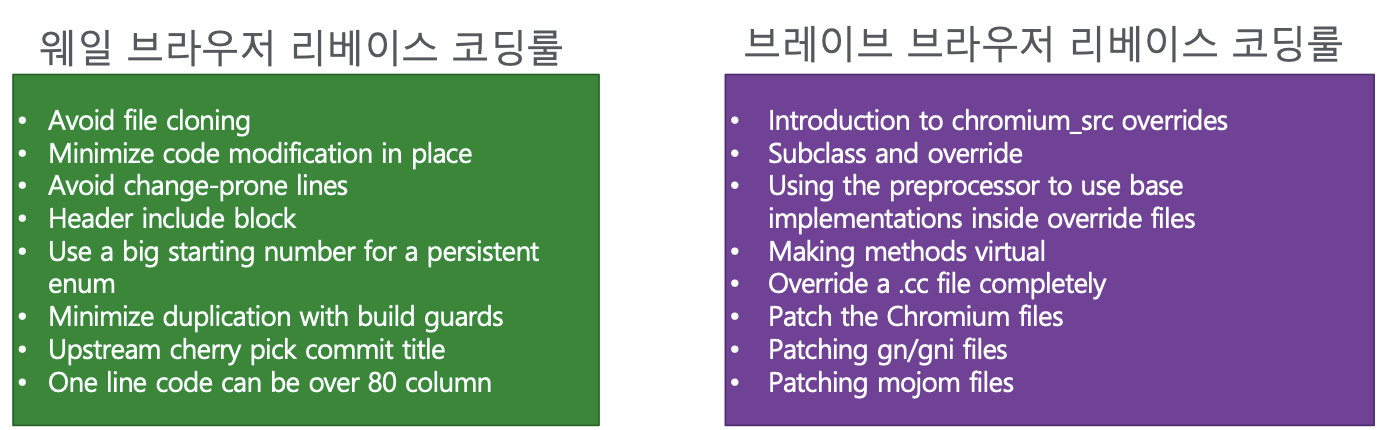 웨일 브라우저 리베이스 코딩룰
• Avoid file cloning
• Minimize code modification in place
• Avoid change-prone lines
• Header include block
• Use a big starting number for a persistent
enum
• Minimize duplication with build guards
• Upstream cherry pick commit title
• One line code can be over 80 column
브레이브 브라우저 리베이스 코딩룰
• Introduction to chromium_src overrides
• Subclass and override
• Using the preprocessor to use base
implementations inside override files
• Making methods virtual
• Override a .cc file completely
• Patch the Chromium files
• Patching gn/gni files
• Patching mojom files